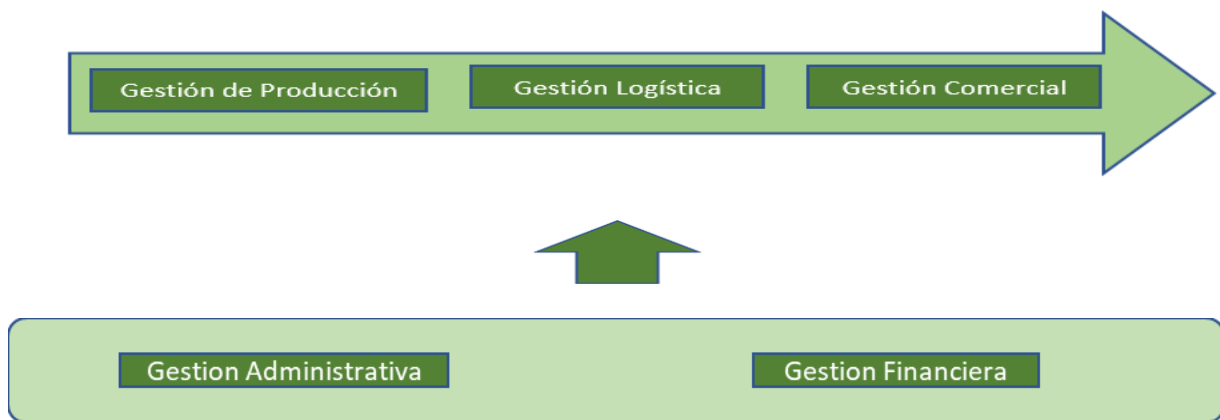 Gestión de Producción
Gestión Logística
Gestión Comercial
Gestion Administrativa
Gestion Financiera